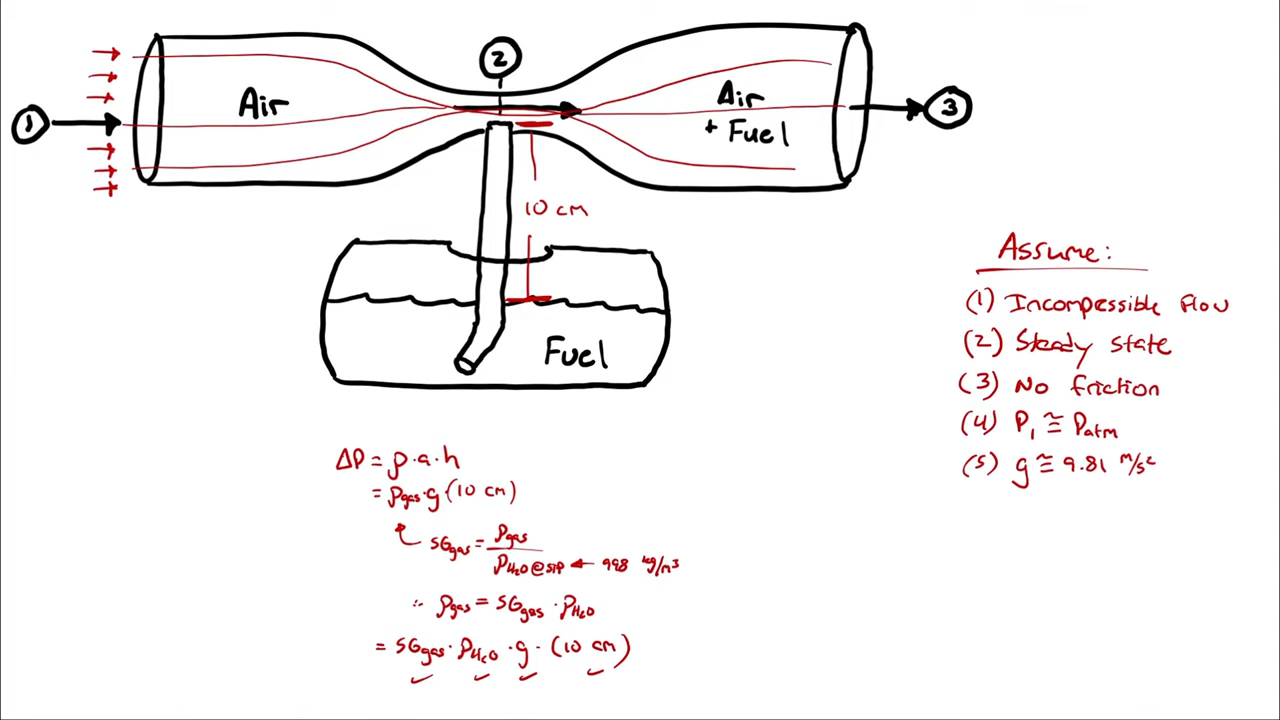 2
Air
Air
+ Fuel
1
3
10 cm
Fuel
Assume:
(1) Incompessible flow
(2) Steady state
(3) No friction
(4) P₁ ≅ Patm
(5) g ≅ 9.81 m/s²
ΔP = ρ·a·h
= ρgas·g (10 cm)
SGgas = ρgas / ρH₂O@STP ← 998 kg/m³
∴ ρgas = SGgas · ρH₂O
= SGgas · ρH₂O · g · (10 cm)